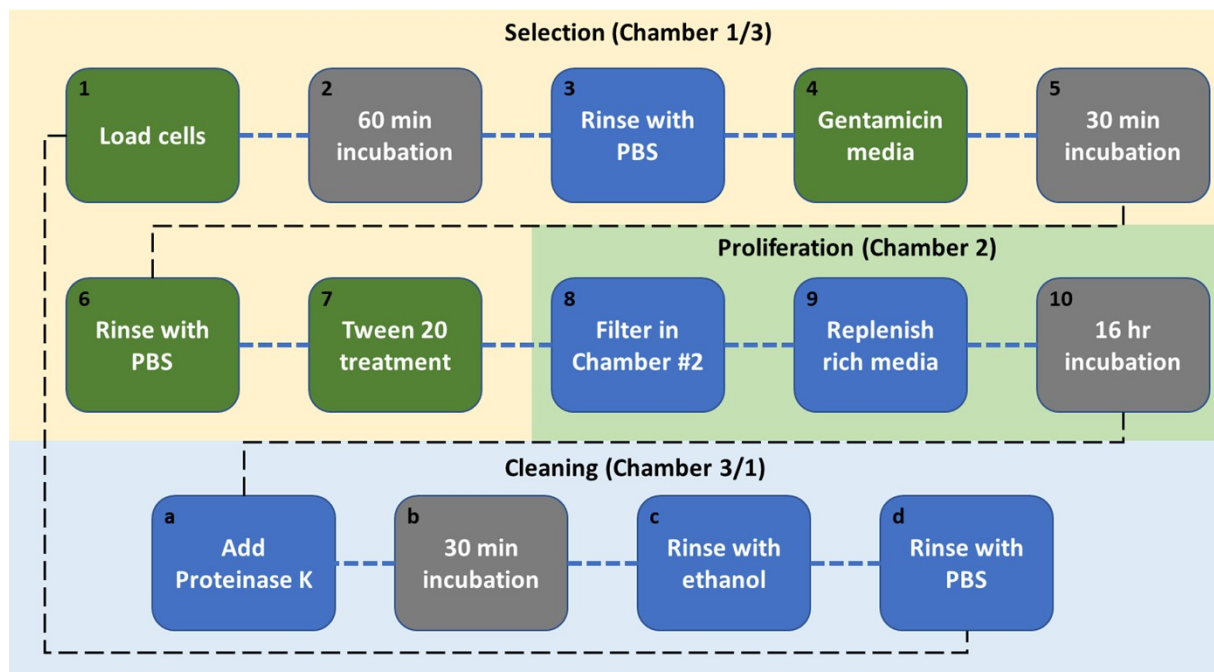 Selection (Chamber 1/3)
1
Load cells
2
60 min
incubation
3
Rinse with
PBS
4
Gentamicin
media
5
30 min
incubation
6
Rinse with
PBS
7
Tween 20
treatment
Proliferation (Chamber 2)
8
Filter in
Chamber #2
9
Replenish
rich media
10
16 hr
incubation
Cleaning (Chamber 3/1)
a
Add
Proteinase K
b
30 min
incubation
c
Rinse with
ethanol
d
Rinse with
PBS